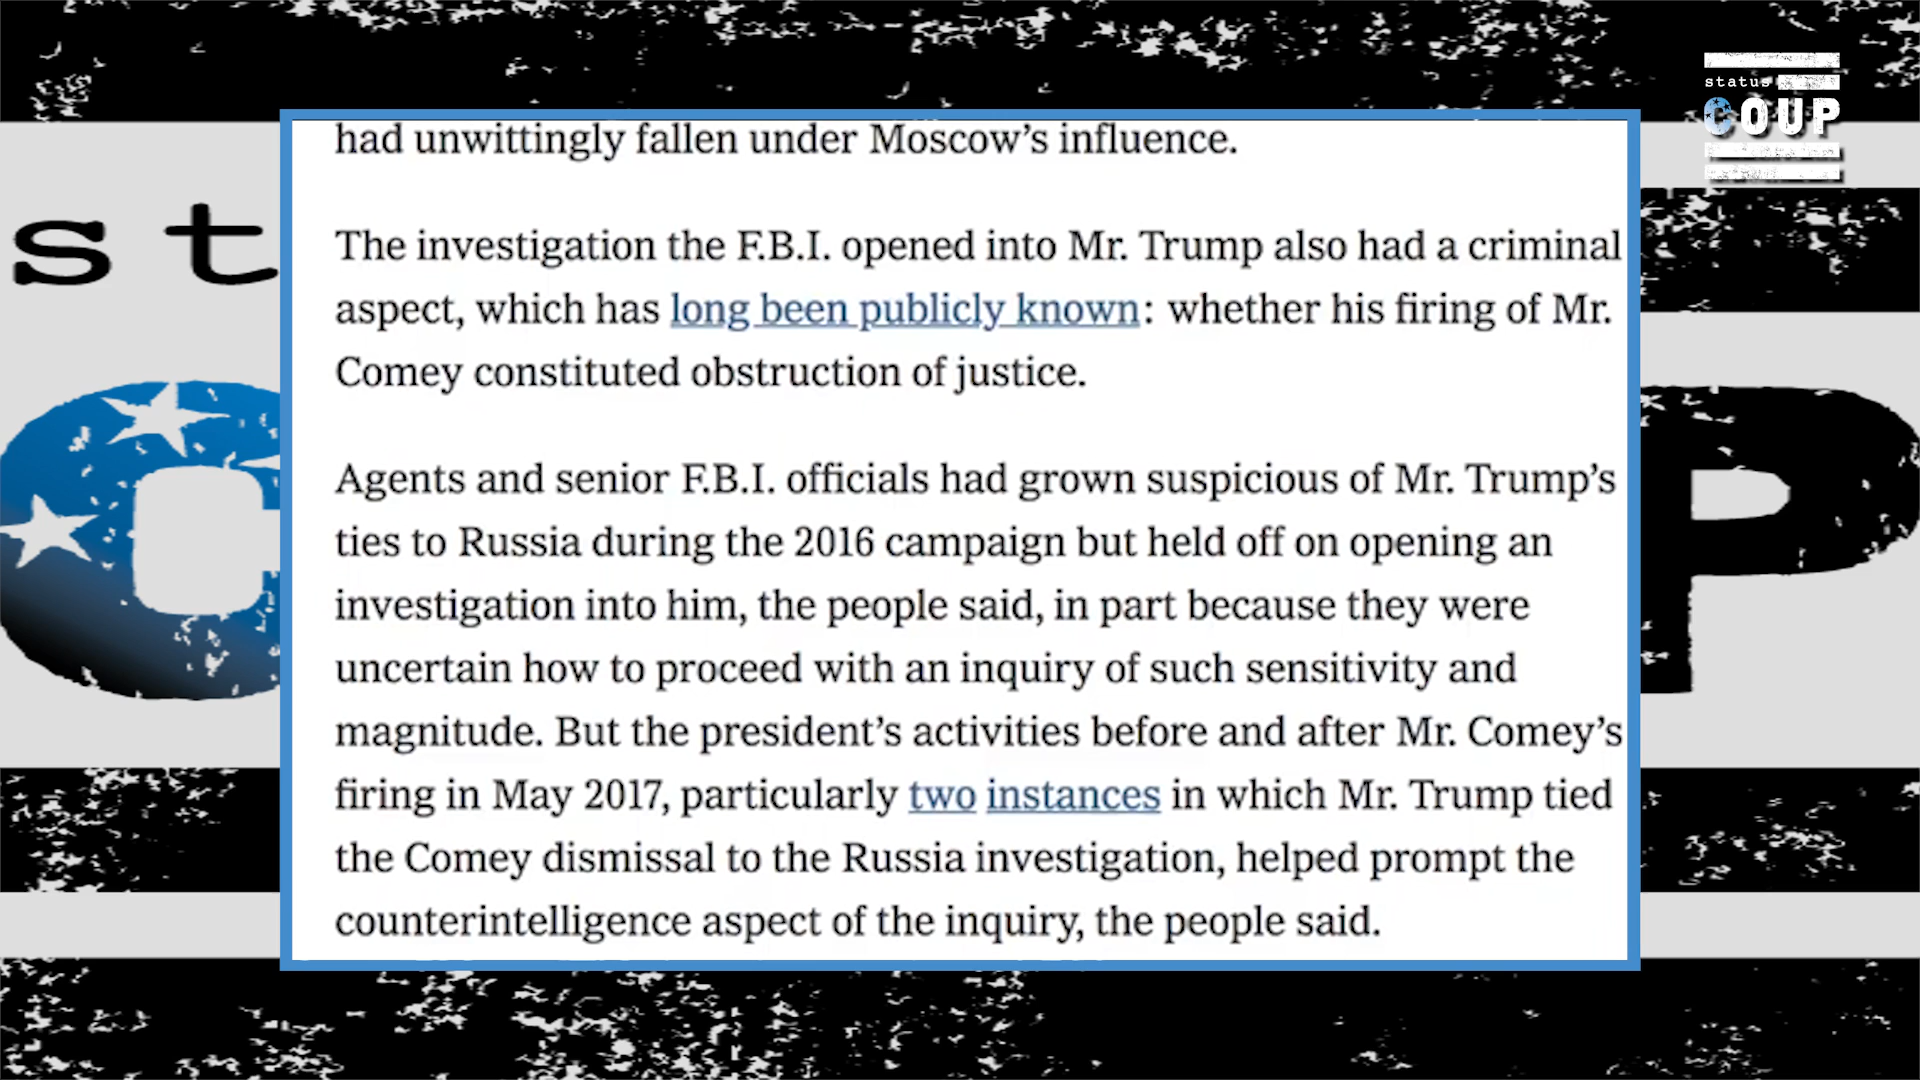 status
COUP
st
C
P
had unwittingly fallen under Moscow’s influence.
The investigation the F.B.I. opened into Mr. Trump also had a criminal
aspect, which has long been publicly known: whether his firing of Mr.
Comey constituted obstruction of justice.
Agents and senior F.B.I. officials had grown suspicious of Mr. Trump’s
ties to Russia during the 2016 campaign but held off on opening an
investigation into him, the people said, in part because they were
uncertain how to proceed with an inquiry of such sensitivity and
magnitude. But the president’s activities before and after Mr. Comey’s
firing in May 2017, particularly two instances in which Mr. Trump tied
the Comey dismissal to the Russia investigation, helped prompt the
counterintelligence aspect of the inquiry, the people said.